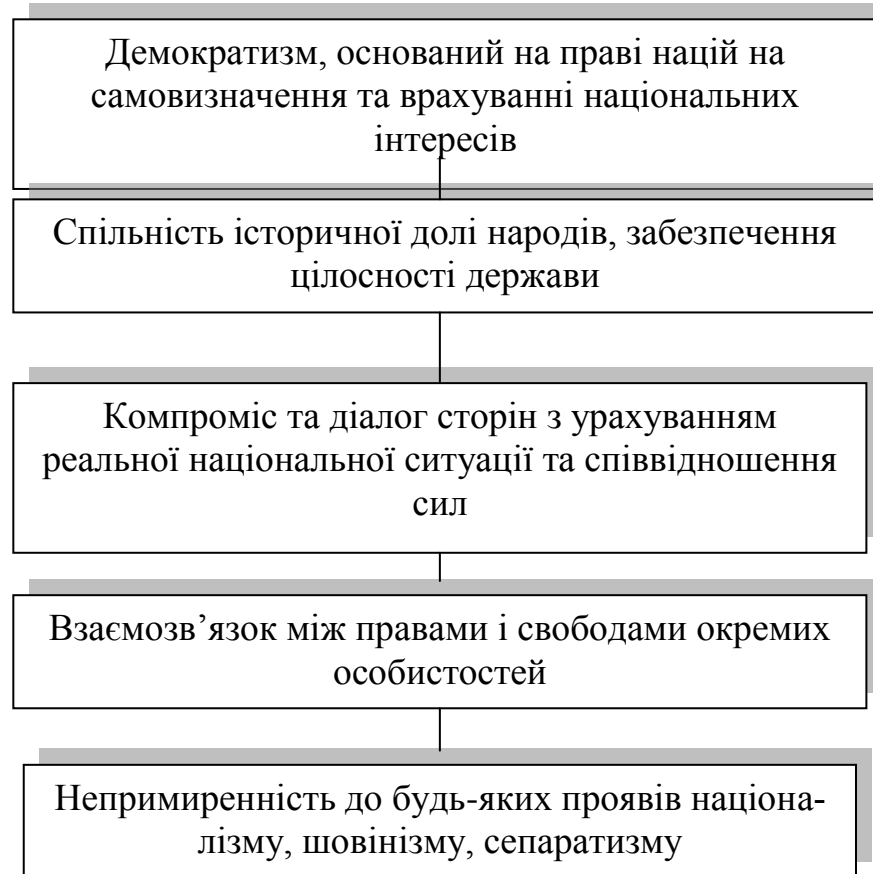 Демократизм, оснований на праві націй на
самовизначення та врахуванні національних
інтересів
Спільність історичної долі народів, забезпечення
цілосності держави
Компроміс та діалог сторін з урахуванням
реальної національної ситуації та співвідношення
сил
Взаємозв’язок між правами і свободами окремих
особистостей
Непримиренність до будь-яких проявів націона-
лізму, шовінізму, сепаратизму